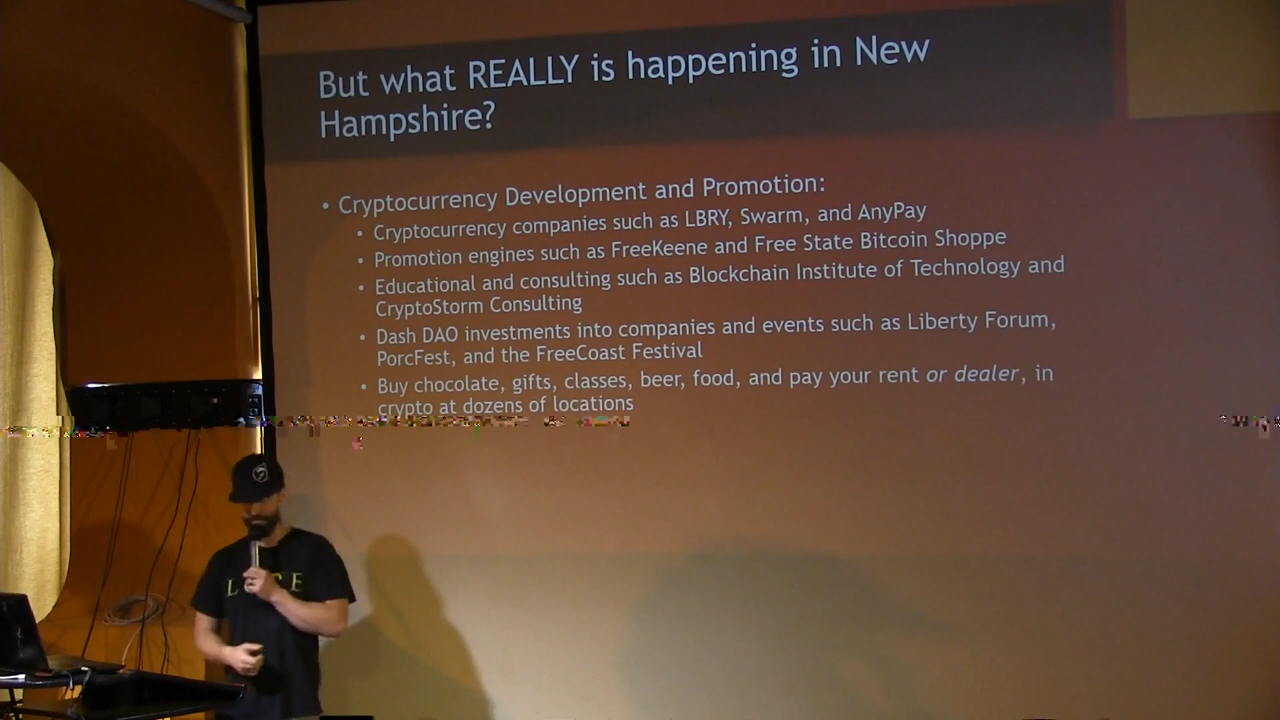 But what REALLY is happening in New
Hampshire?
• Cryptocurrency Development and Promotion:
• Cryptocurrency companies such as LBRY, Swarm, and AnyPay
• Promotion engines such as FreeKeene and Free State Bitcoin Shoppe
• Educational and consulting such as Blockchain Institute of Technology and
CryptoStorm Consulting
• Dash DAO investments into companies and events such as Liberty Forum,
PorcFest, and the FreeCoast Festival
• Buy chocolate, gifts, classes, beer, food, and pay your rent or dealer, in
crypto at dozens of locations